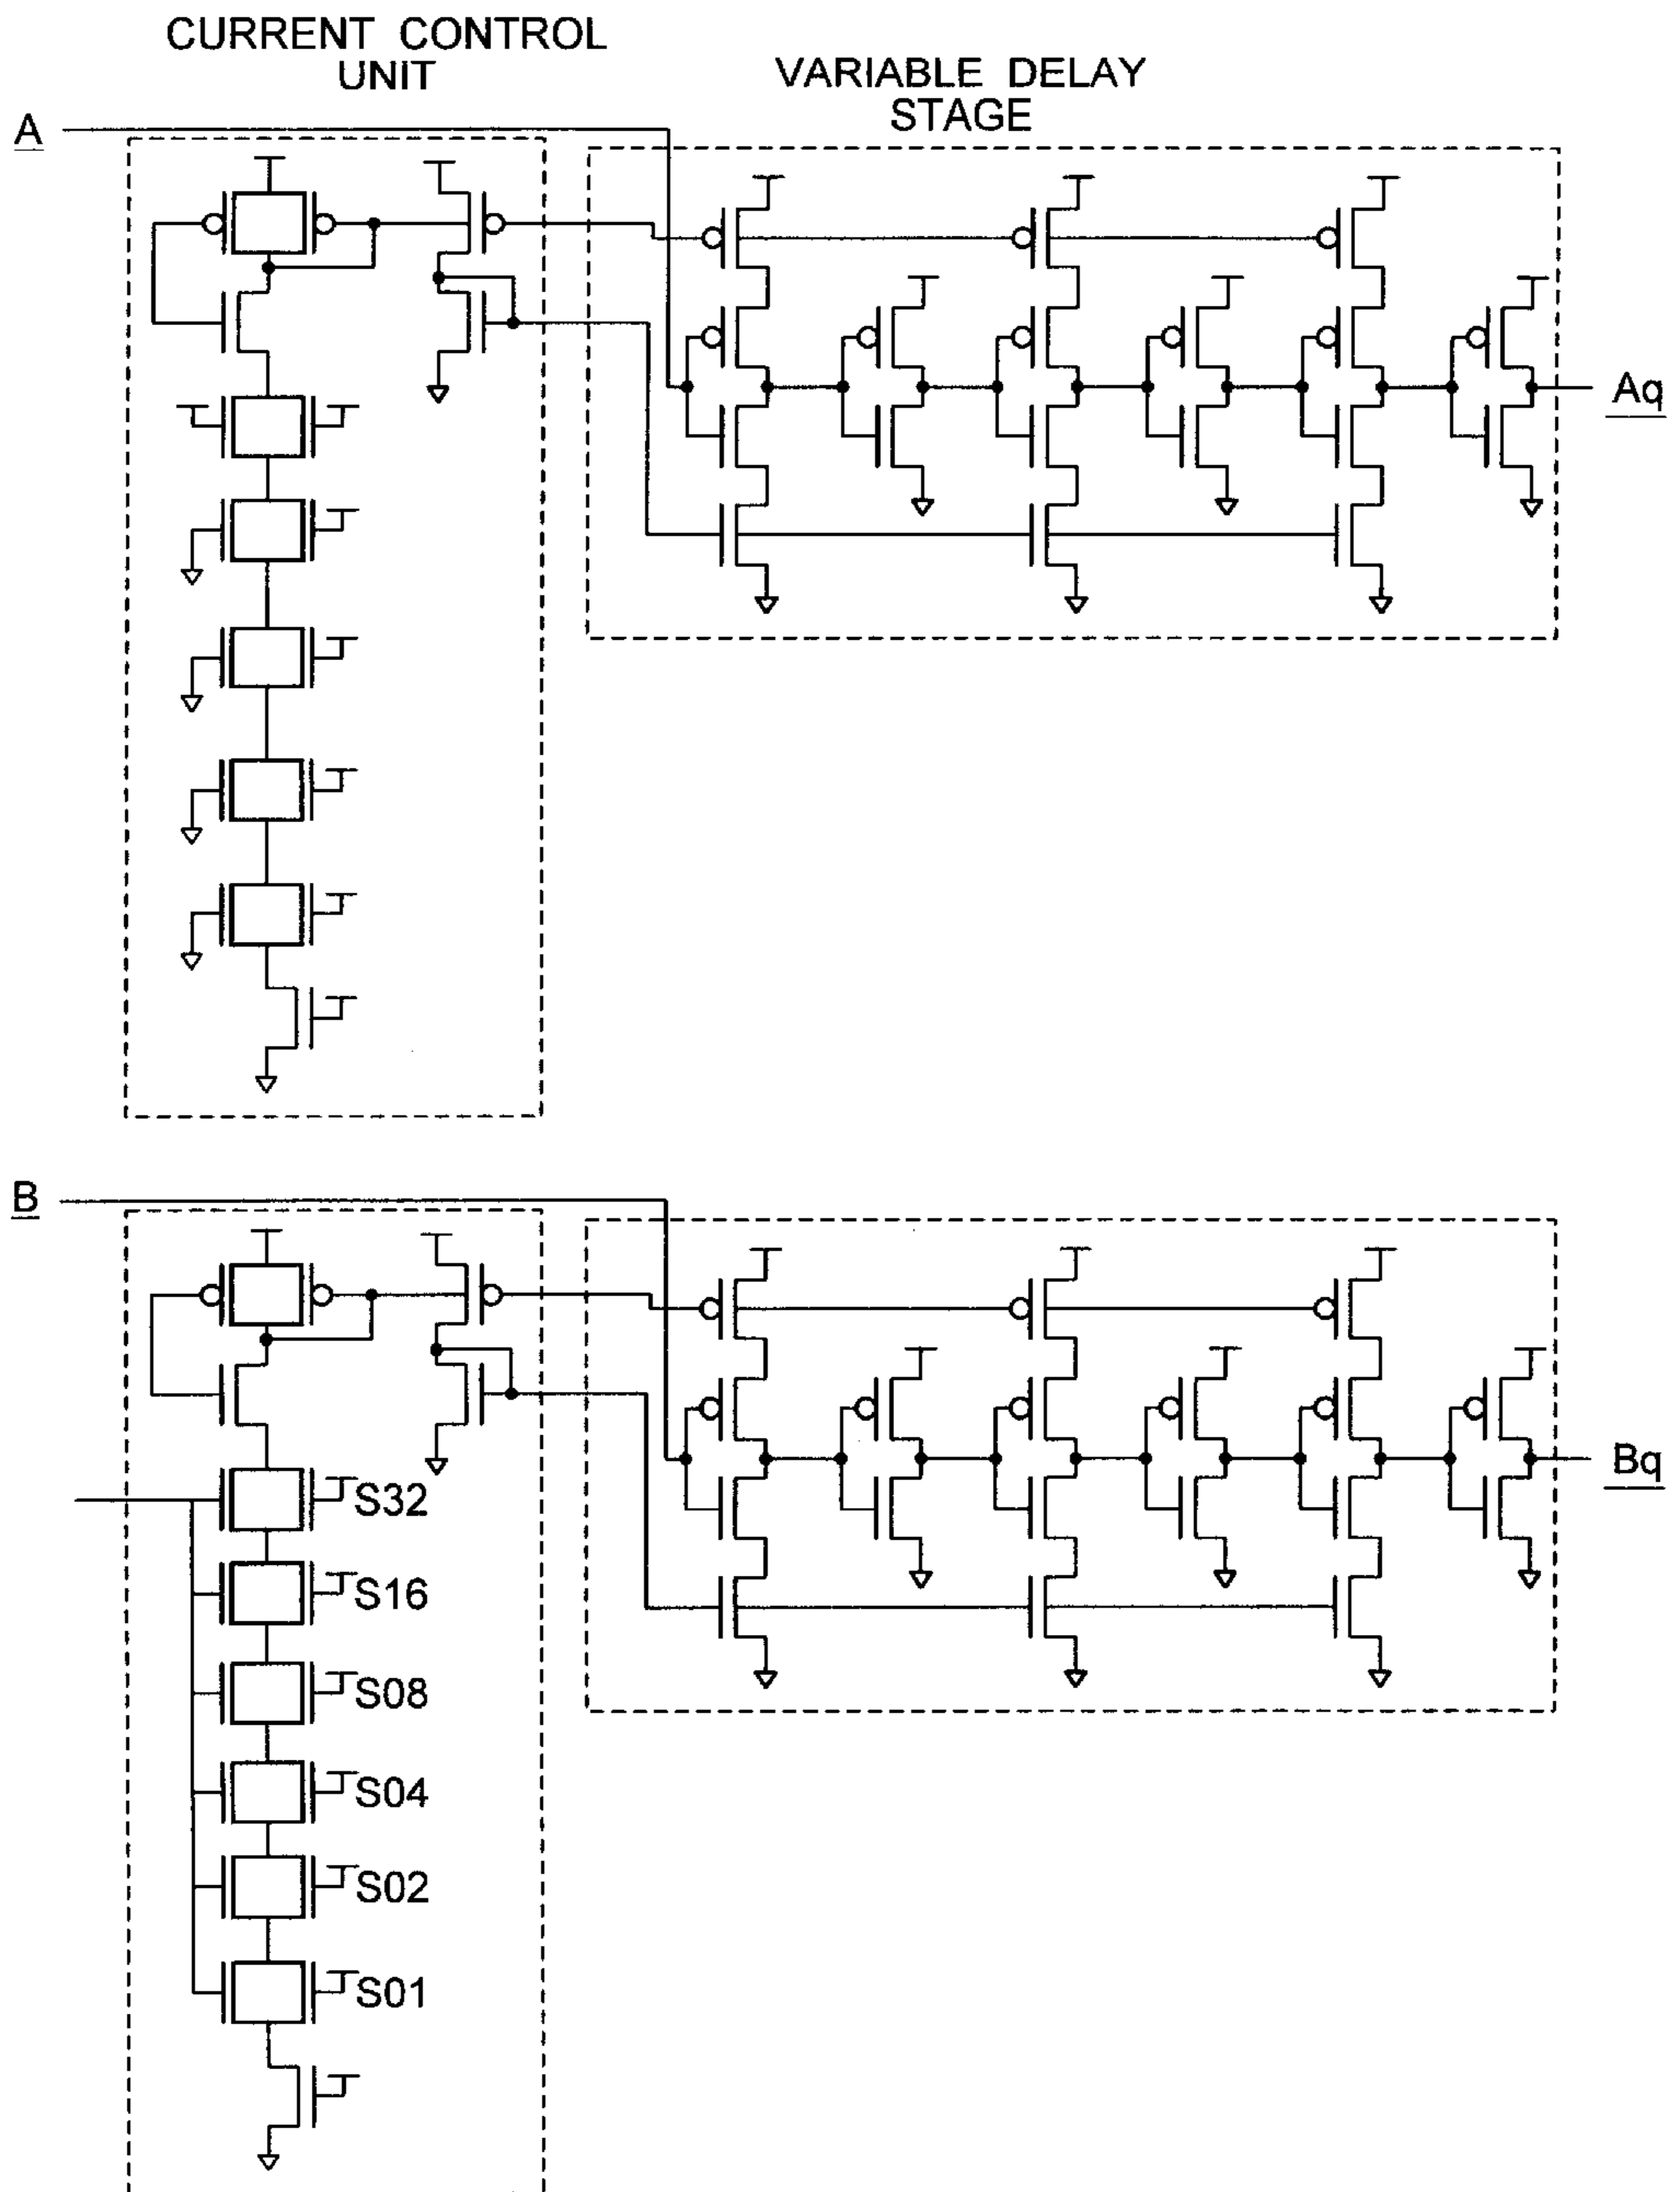 CURRENT CONTROL
UNIT
VARIABLE DELAY
STAGE
A
Aq
B
Bq
S32
S16
S08
S04
S02
S01